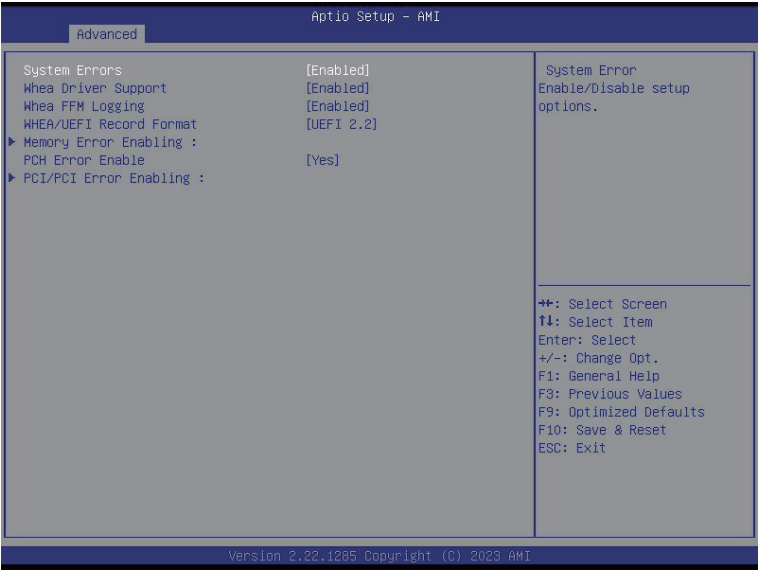 Aptio Setup – AMI
Advanced
System Errors [Enabled]
Whea Driver Support [Enabled]
Whea FFM Logging [Enabled]
WHEA/UEFI Record Format [UEFI 2.2]
Memory Error Enabling :
PCH Error Enable [Yes]
PCI/PCI Error Enabling :
System Error
Enable/Disable setup
options.
→←: Select Screen
↑↓: Select Item
Enter: Select
+/-: Change Opt.
F1: General Help
F3: Previous Values
F9: Optimized Defaults
F10: Save & Reset
ESC: Exit
Version 2.22.1285 Copyright (C) 2023 AMI